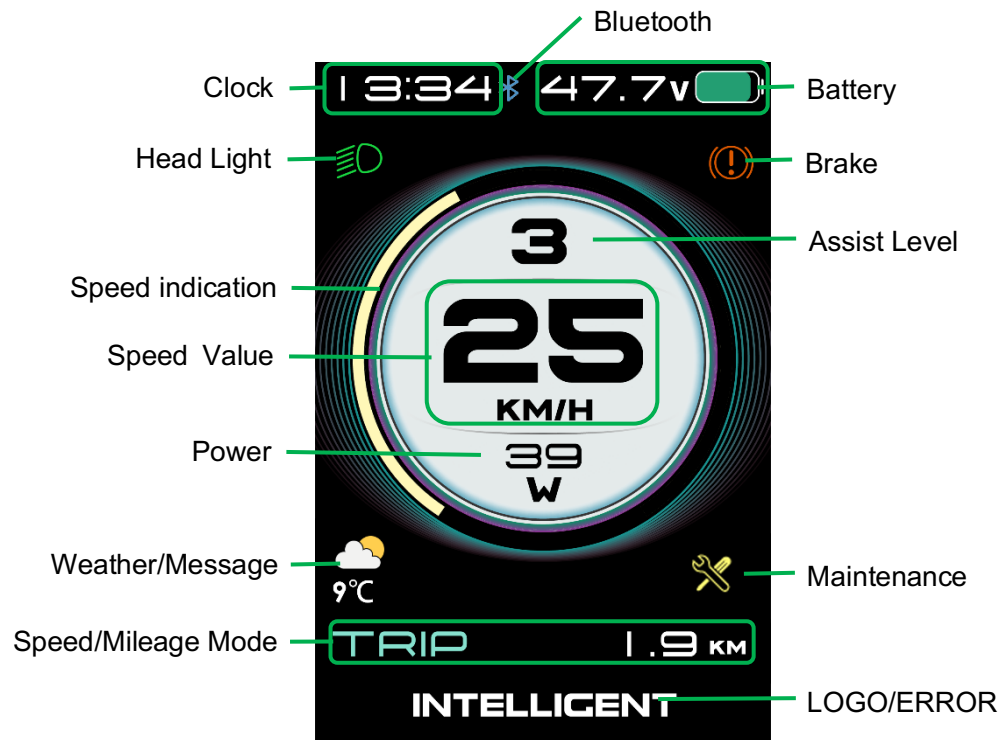 Bluetooth
Clock
13:34
47.7V
Battery
Head Light
Brake
3
Assist Level
Speed indication
25
Speed Value
KM/H
Power
39
W
Weather/Message
9°C
Maintenance
Speed/Mileage Mode
TRIP
1.9 KM
INTELLIGENT
LOGO/ERROR